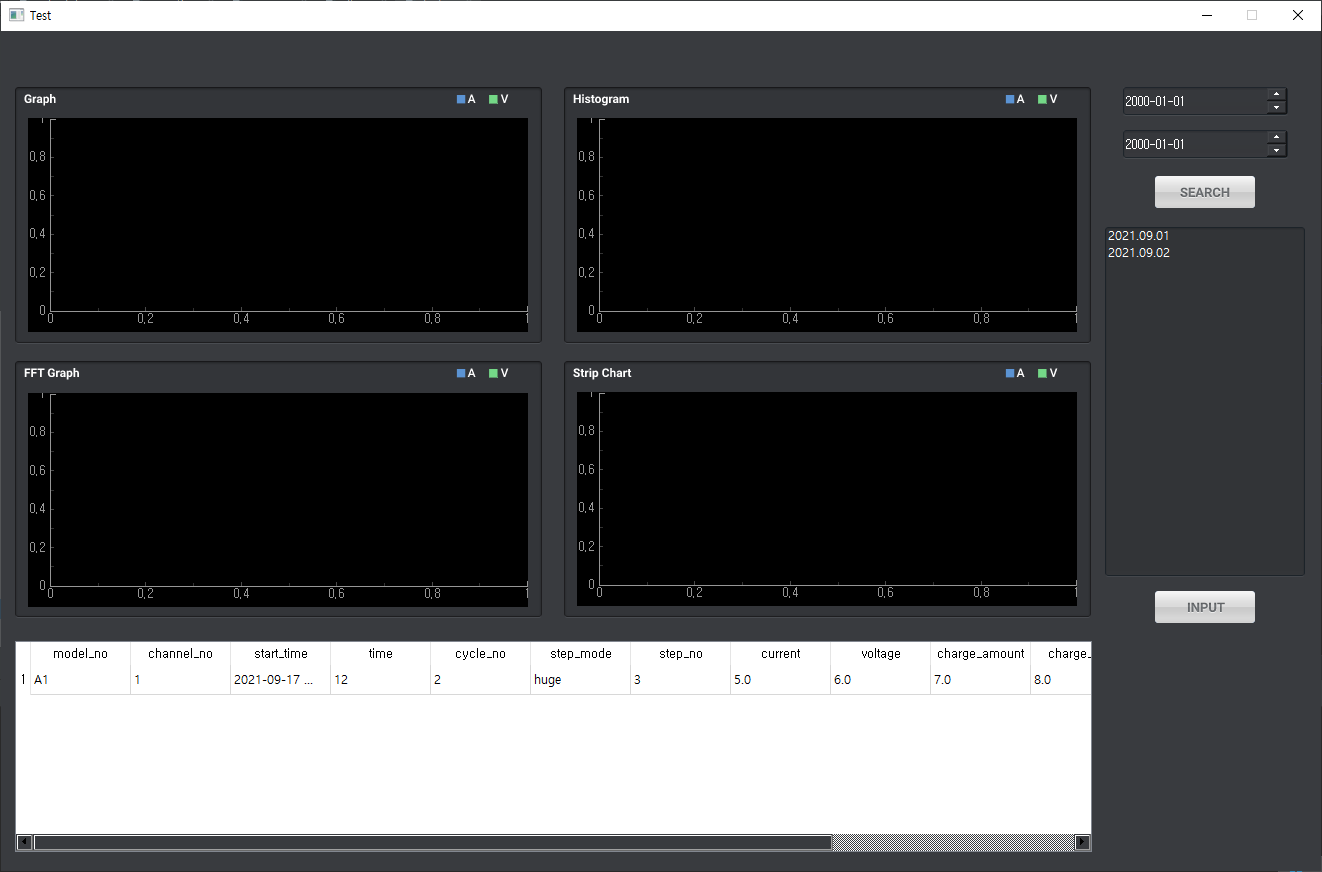 Test
Graph A V
1
0,8
0,6
0,4
0,2
0
0 0,2 0,4 0,6 0,8 1
Histogram A V
1
0,8
0,6
0,4
0,2
0
0 0,2 0,4 0,6 0,8 1
2000-01-01
2000-01-01
SEARCH
2021.09.01
2021.09.02
FFT Graph A V
1
0,8
0,6
0,4
0,2
0
0 0,2 0,4 0,6 0,8 1
Strip Chart A V
1
0,8
0,6
0,4
0,2
0
0 0,2 0,4 0,6 0,8 1
INPUT
model_no channel_no start_time time cycle_no step_mode step_no current voltage charge_amount charge_
1 A1 1 2021-09-17 ... 12 2 huge 3 5.0 6.0 7.0 8.0